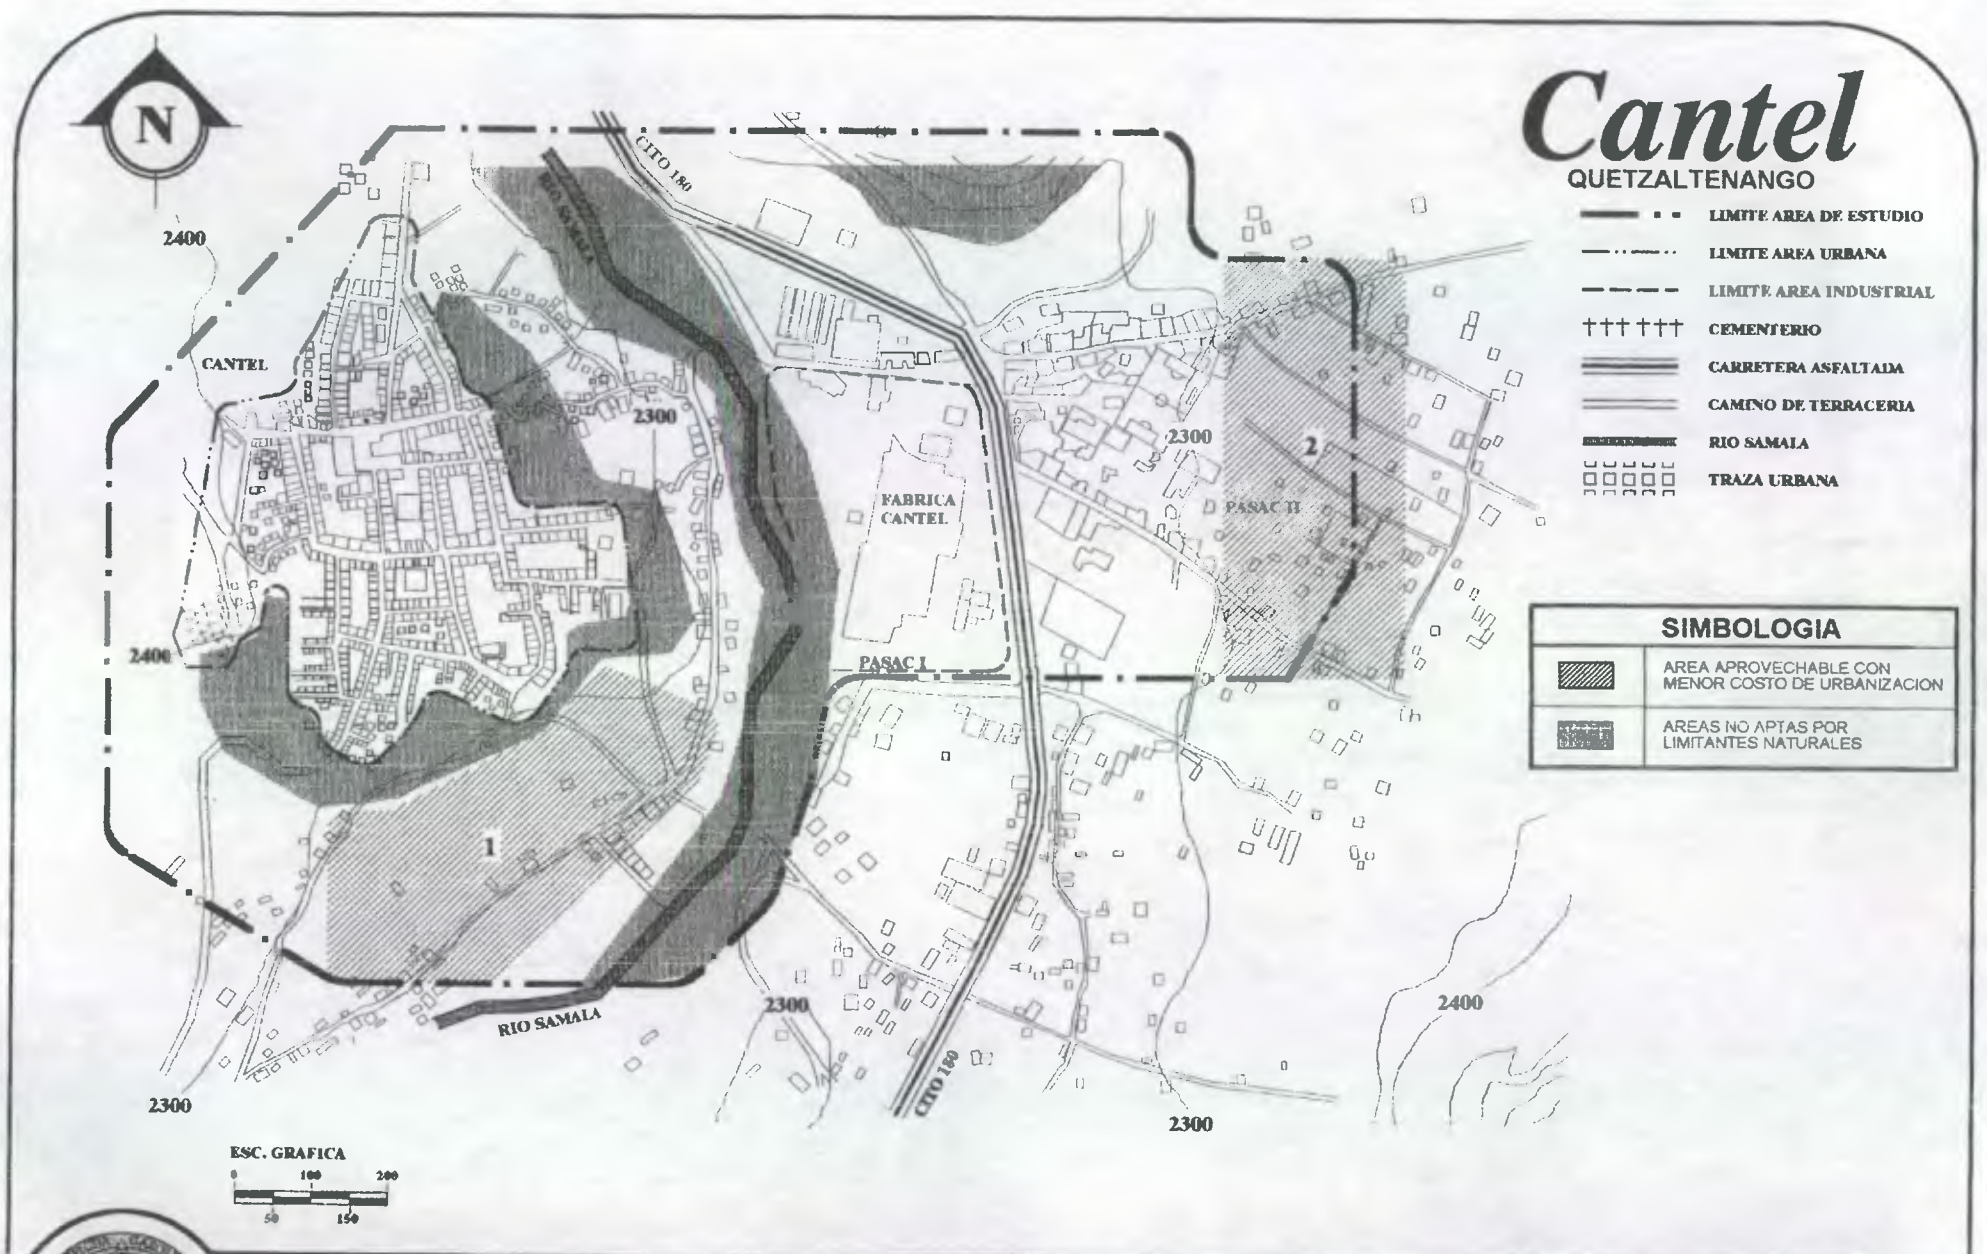 N
Cantel
QUETZALTENANGO
LIMITE AREA DE ESTUDIO
LIMITE AREA URBANA
LIMITE AREA INDUSTRIAL
CEMENTERIO
CARRETERA ASFALTADA
CAMINO DE TERRACERIA
RIO SAMALA
TRAZA URBANA
SIMBOLOGIA
AREA APROVECHABLE CON
MENOR COSTO DE URBANIZACION
AREAS NO APTAS POR
LIMITANTES NATURALES
CITO 180
RIO SAMALA
2400
CANTEL
2300
2300
2
FABRICA
CANTEL
PASAC II
2400
PASAC I
1
2300
2400
RIO SAMALA
CITO 180
2300
2300
ESC. GRAFICA
0 100 200
50 150